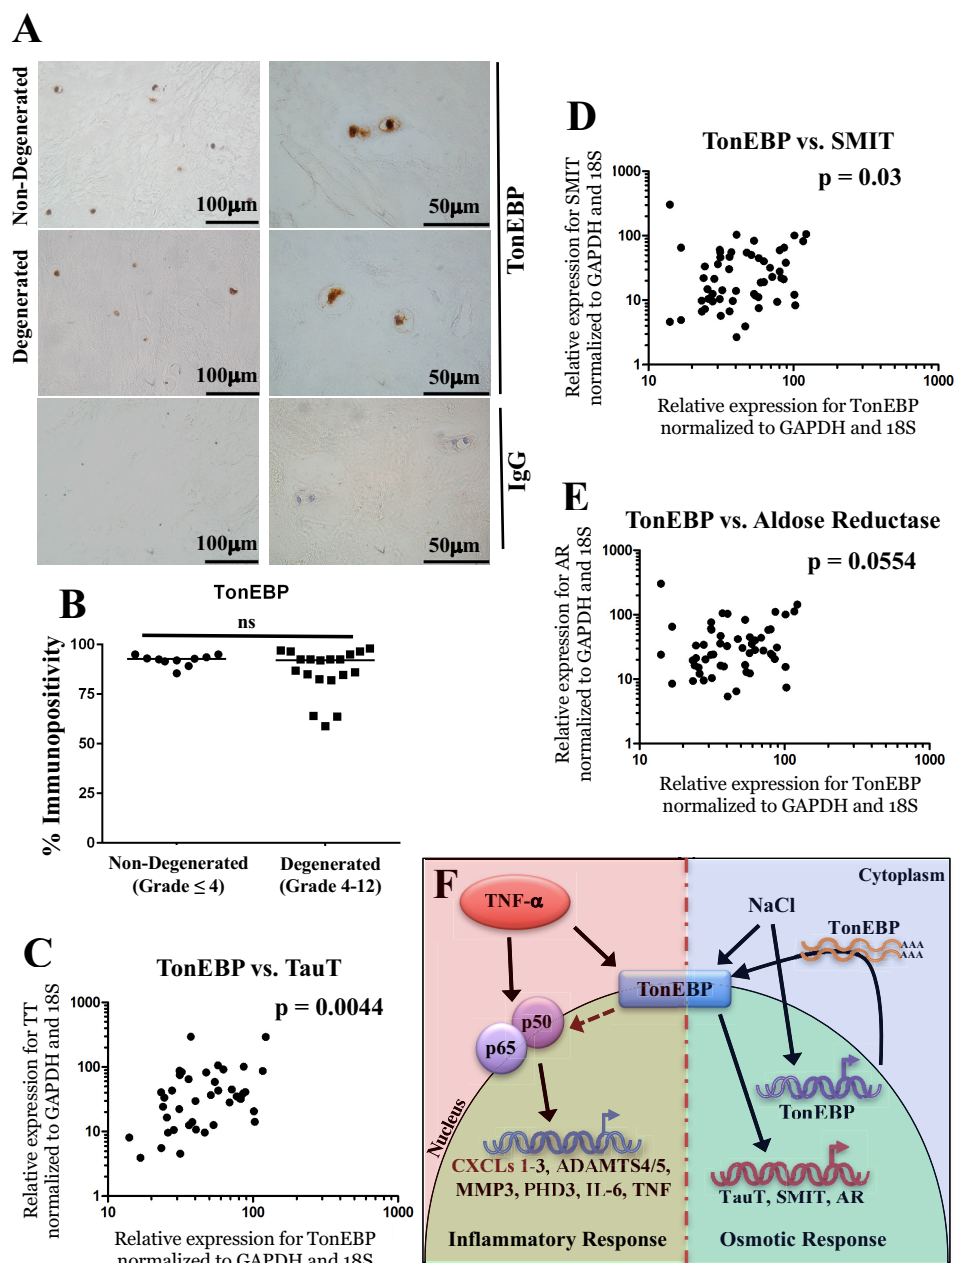 A
Non-Degenerated
100μm
50μm
Degenerated
100μm
50μm
TonEBP
100μm
50μm
IgG
B
TonEBP
ns
% Immunopositivity
100
75
50
25
0
Non-Degenerated
(Grade ≤ 4)
Degenerated
(Grade 4-12)
C
TonEBP vs. TauT
p = 0.0044
Relative expression for TT
normalized to GAPDH and 18S
1000
100
10
1
10
100
1000
Relative expression for TonEBP
normalized to GAPDH and 18S
D
TonEBP vs. SMIT
p = 0.03
Relative expression for SMIT
normalized to GAPDH and 18S
1000
100
10
1
10
100
1000
Relative expression for TonEBP
normalized to GAPDH and 18S
E
TonEBP vs. Aldose Reductase
p = 0.0554
Relative expression for AR
normalized to GAPDH and 18S
1000
100
10
1
10
100
1000
Relative expression for TonEBP
normalized to GAPDH and 18S
F
Cytoplasm
TNF-α
NaCl
TonEBP
AAA
AAA
TonEBP
p50
p65
Nucleus
TonEBP
CXCLs 1-3, ADAMTS4/5,
MMP3, PHD3, IL-6, TNF
TauT, SMIT, AR
Inflammatory Response
Osmotic Response